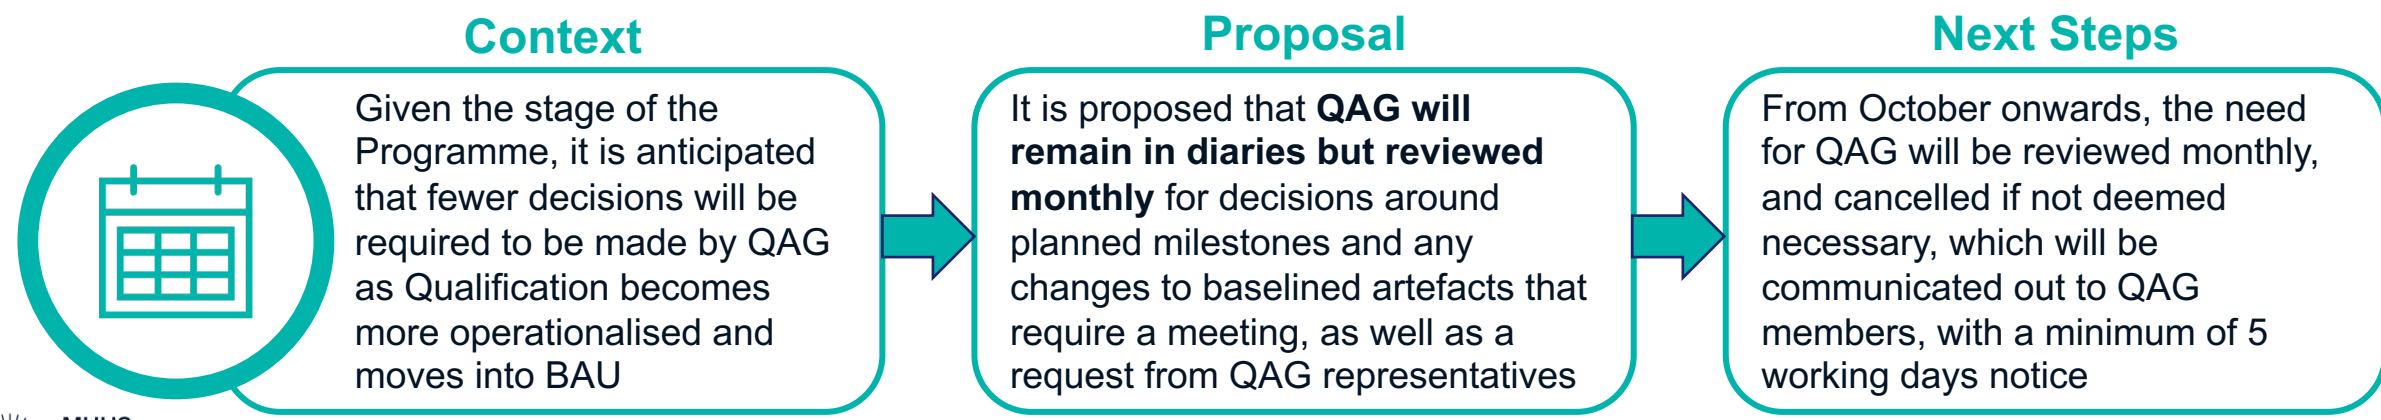 Context
Given the stage of the
Programme, it is anticipated
that fewer decisions will be
required to be made by QAG
as Qualification becomes
more operationalised and
moves into BAU
Proposal
It is proposed that QAG will
remain in diaries but reviewed
monthly for decisions around
planned milestones and any
changes to baselined artefacts that
require a meeting, as well as a
request from QAG representatives
Next Steps
From October onwards, the need
for QAG will be reviewed monthly,
and cancelled if not deemed
necessary, which will be
communicated out to QAG
members, with a minimum of 5
working days notice